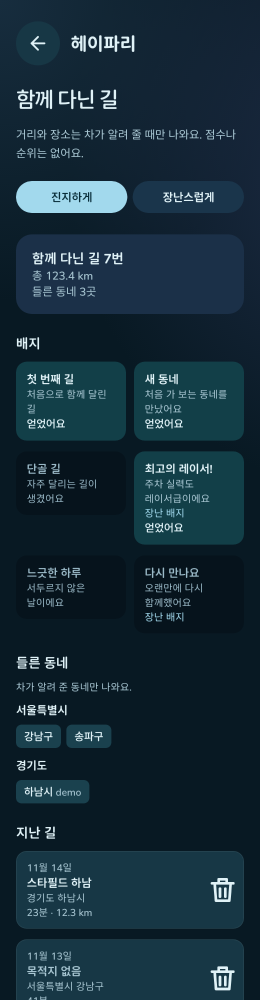 헤이파리
함께 다닌 길
거리와 장소는 차가 알려 줄 때만 나와요. 점수나
순위는 없어요.
진지하게
장난스럽게
함께 다닌 길 7번
총 123.4 km
들른 동네 3곳
배지
첫 번째 길
처음으로 함께 달린
길
얻었어요
새 동네
처음 가 보는 동네를
만났어요
얻었어요
단골 길
자주 달리는 길이
생겼어요
최고의 레이서!
주차 실력도
레이서급이에요
장난 배지
얻었어요
느긋한 하루
서두르지 않은
날이에요
다시 만나요
오랜만에 다시
함께했어요
장난 배지
들른 동네
차가 알려 준 동네만 나와요.
서울특별시
강남구
송파구
경기도
하남시 demo
지난 길
11월 14일
스타필드 하남
경기도 하남시
23분 · 12.3 km
11월 13일
목적지 없음
서울특별시 강남구